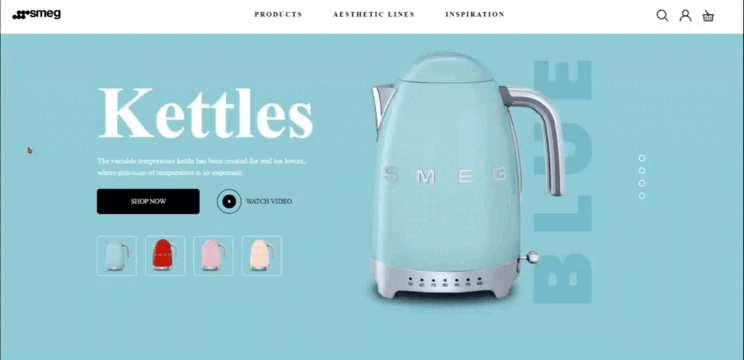 smeg
PRODUCTS
AESTHETIC LINES
INSPIRATION
Kettles
The variable temperature kettle has been created for real tea lovers,
where precision of temperature is so important.
SHOP NOW
WATCH VIDEO
SMEG
BLUE